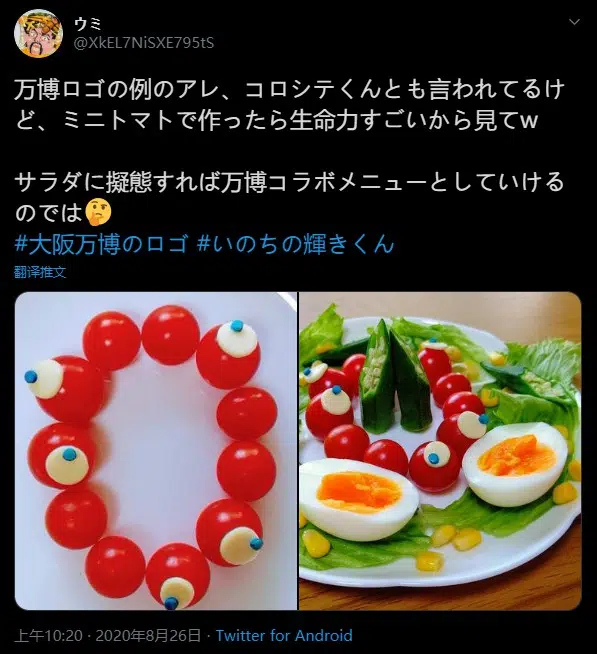 ウミ
@XkEL7NiSXE795tS
万博ロゴの例のアレ、コロシテくんとも言われてるけ
ど、ミニトマトで作ったら生命力すごいから見てw
サラダに擬態すれば万博コラボメニューとしていける
のでは🤔
#大阪万博のロゴ #いのちの輝きくん
翻译推文
上午10:20 · 2020年8月26日 · Twitter for Android